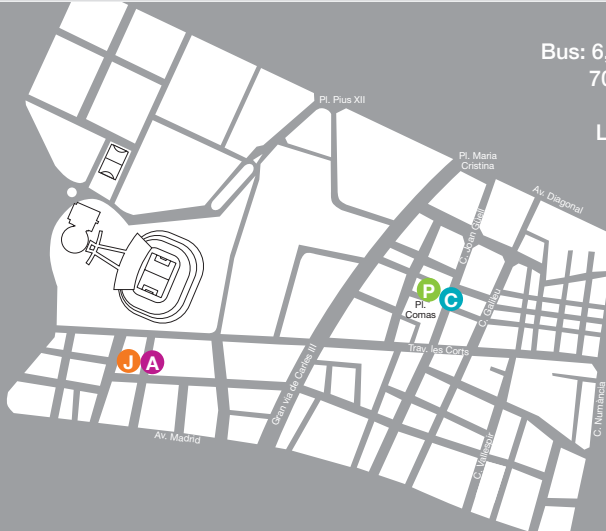 Bus: 6,
70
L
Pl. Pius XII
Pl. Maria
Cristina
Av. Diagonal
C. Joan Güell
P
C
Pl.
Comas
C. Galileu
Trav. les Corts
J
A
Gran via de Carles III
C. Numància
Av. Madrid
C. Vallespir